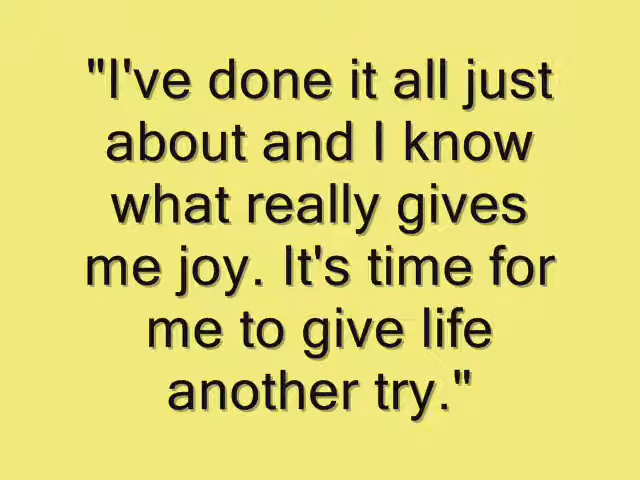 "I've done it all just
about and I know
what really gives
me joy. It's time for
me to give life
another try."